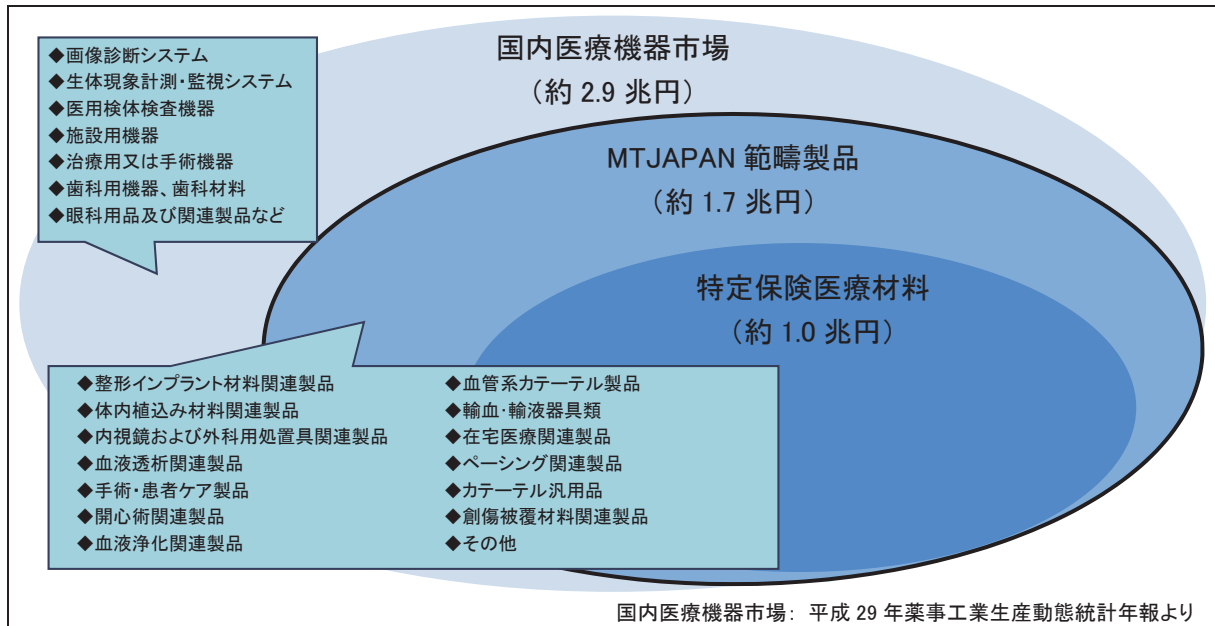 国内医療機器市場
（約 2.9 兆円）
◆画像診断システム
◆生体現象計測・監視システム
◆医用検体検査機器
◆施設用機器
◆治療用又は手術機器
◆歯科用機器、歯科材料
◆眼科用品及び関連製品など
MTJAPAN 範疇製品
（約 1.7 兆円）
特定保険医療材料
（約 1.0 兆円）
◆整形インプラント材料関連製品
◆体内植込み材料関連製品
◆内視鏡および外科用処置具関連製品
◆血液透析関連製品
◆手術・患者ケア製品
◆開心術関連製品
◆血液浄化関連製品
◆血管系カテーテル製品
◆輸血・輸液器具類
◆在宅医療関連製品
◆ペーシング関連製品
◆カテーテル汎用品
◆創傷被覆材料関連製品
◆その他
国内医療機器市場： 平成 29 年薬事工業生産動態統計年報より